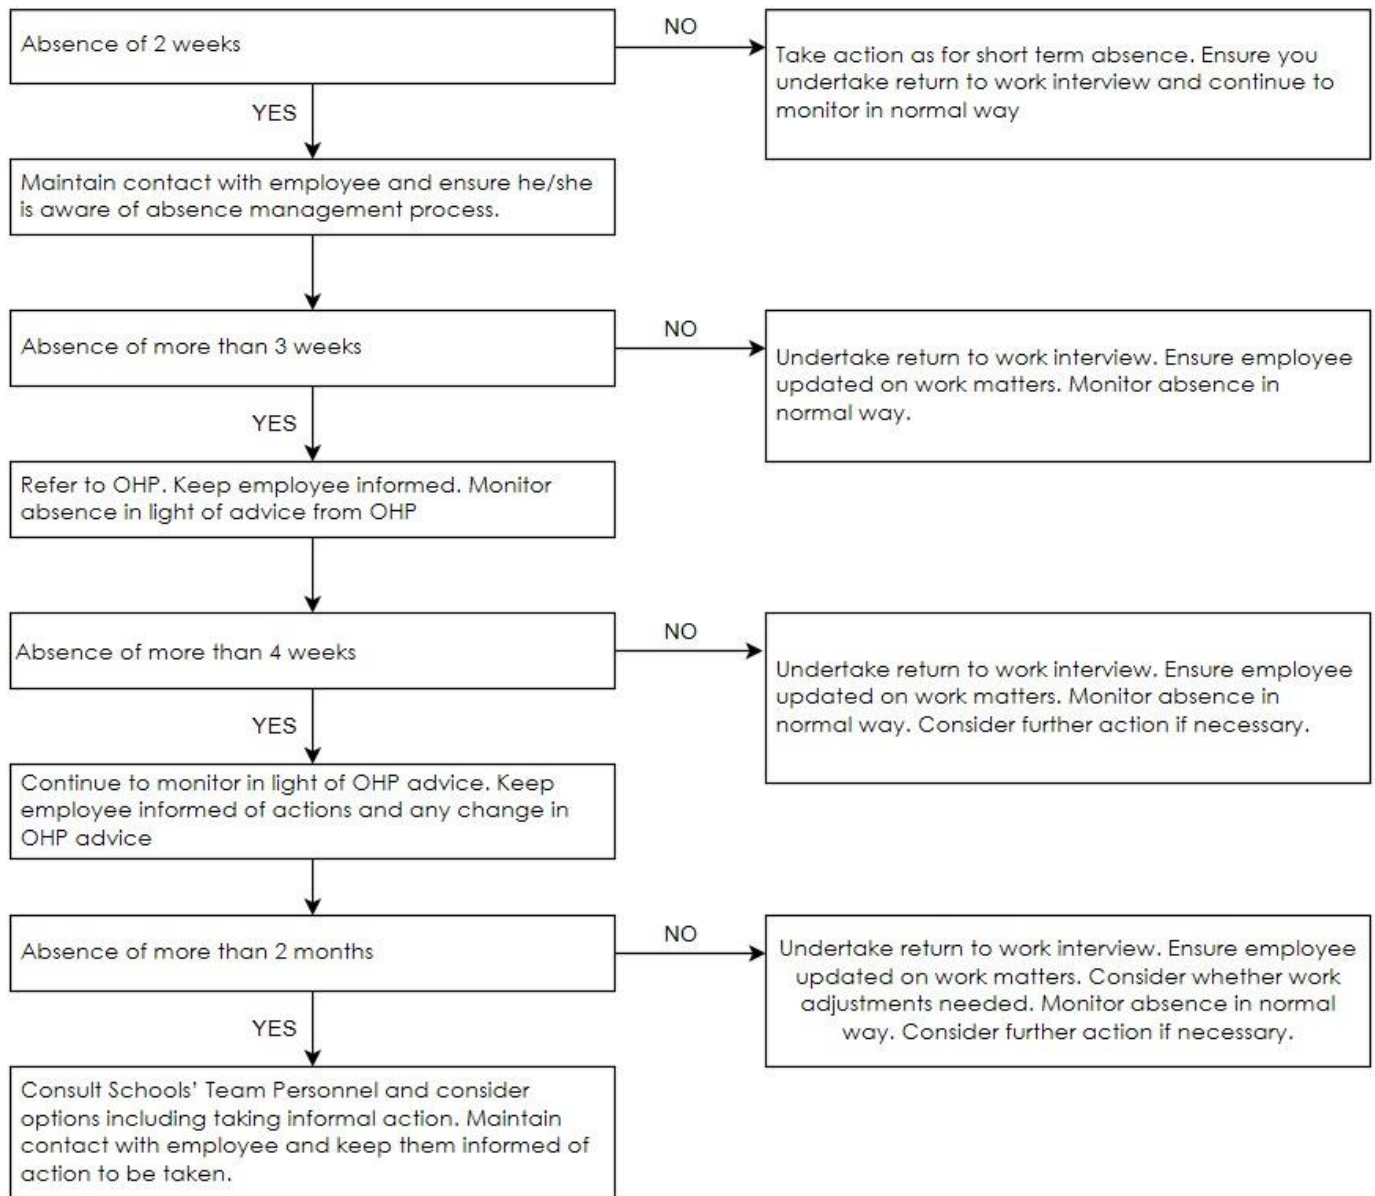 Absence of 2 weeks
NO
Take action as for short term absence. Ensure you
undertake return to work interview and continue to
monitor in normal way
YES
Maintain contact with employee and ensure he/she
is aware of absence management process.
Absence of more than 3 weeks
NO
Undertake return to work interview. Ensure employee
updated on work matters. Monitor absence in
normal way.
YES
Refer to OHP. Keep employee informed. Monitor
absence in light of advice from OHP
Absence of more than 4 weeks
NO
Undertake return to work interview. Ensure employee
updated on work matters. Monitor absence in
normal way. Consider further action if necessary.
YES
Continue to monitor in light of OHP advice. Keep
employee informed of actions and any change in
OHP advice
Absence of more than 2 months
NO
Undertake return to work interview. Ensure employee
updated on work matters. Consider whether work
adjustments needed. Monitor absence in normal
way. Consider further action if necessary.
YES
Consult Schools’ Team Personnel and consider
options including taking informal action. Maintain
contact with employee and keep them informed of
action to be taken.